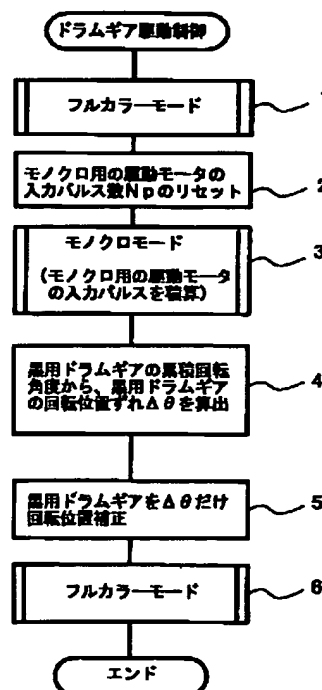 ドラムギア駆動制御
フルカラーモード
1
モノクロ用の駆動モータの
入力パルス数Npのリセット
2
モノクロモード
(モノクロ用の駆動モータ
の入力パルスを積算)
3
黒用ドラムギアの累積回転
角度から、黒用ドラムギア
の回転位置ずれΔθを算出
4
黒用ドラムギアをΔθだけ
回転位置補正
5
フルカラーモード
6
エンド